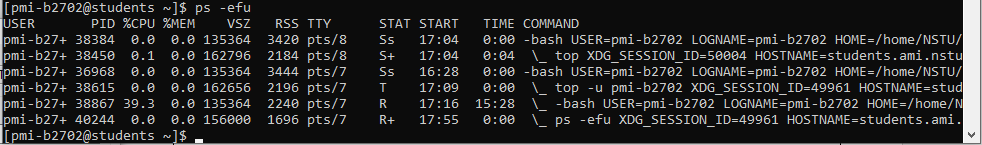 [pmi-b2702@students ~]$ ps -efu
USER       PID %CPU %MEM    VSZ   RSS TTY      STAT START   TIME COMMAND
pmi-b27+ 38384  0.0  0.0 135364  3420 pts/8    Ss   17:04   0:00 -bash USER=pmi-b2702 LOGNAME=pmi-b2702 HOME=/home/NSTU/
pmi-b27+ 38450  0.1  0.0 162796  2184 pts/8    S+   17:04   0:04  \_ top XDG_SESSION_ID=50004 HOSTNAME=students.ami.nstu
pmi-b27+ 36968  0.0  0.0 135364  3444 pts/7    Ss   16:28   0:00 -bash USER=pmi-b2702 LOGNAME=pmi-b2702 HOME=/home/NSTU/
pmi-b27+ 38615  0.0  0.0 162656  2196 pts/7    T    17:09   0:00  \_ top -u pmi-b2702 XDG_SESSION_ID=49961 HOSTNAME=stud
pmi-b27+ 38867 39.3  0.0 135364  2240 pts/7    R    17:16  15:28  \_ -bash USER=pmi-b2702 LOGNAME=pmi-b2702 HOME=/home/N
pmi-b27+ 40244  0.0  0.0 156000  1696 pts/7    R+   17:55   0:00  \_ ps -efu XDG_SESSION_ID=49961 HOSTNAME=students.ami.
[pmi-b2702@students ~]$